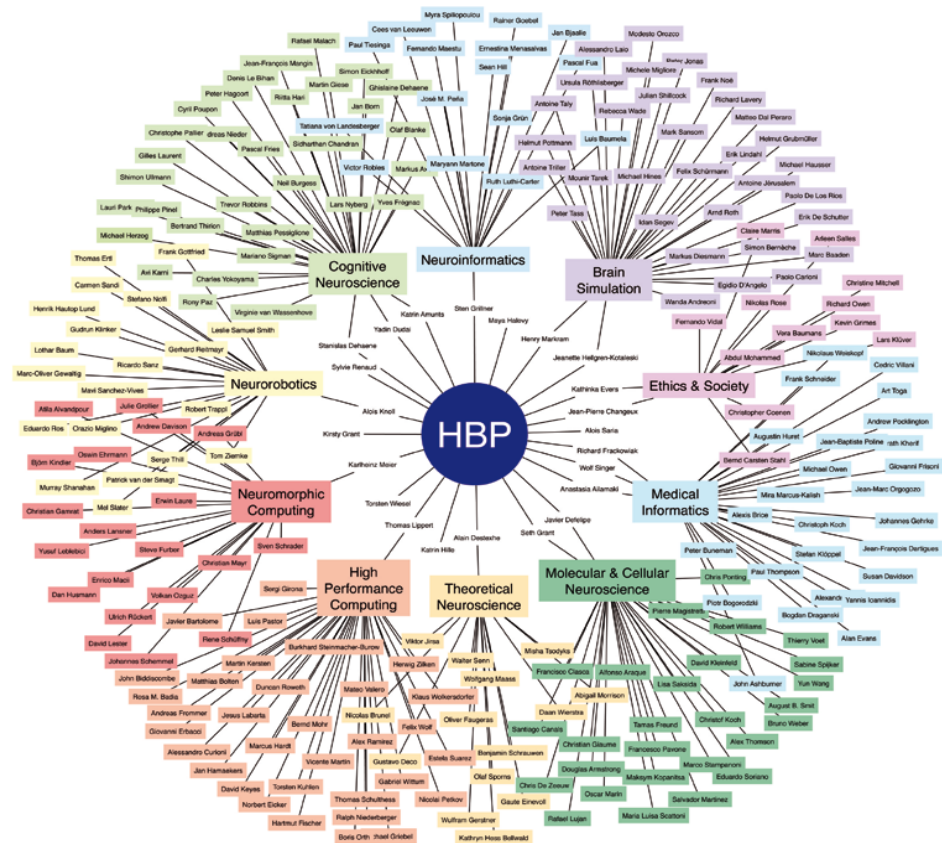 Myra Spiliopoulou
Rainer Goebel
Cees van Leeuwen
Jan Bjaalie
Modesto Orozco
Rafael Malach
Paul Tiesinga
Fernando Maestu
Ernestina Menasalvas
Alessandro Laio
Jean-François Mangin
Sean Hill
Pascal Fua
Denis Le Bihan
Simon Eickhhoff
Michele Migliore
Martin Giese
Ghislaine Dehaene
Ursula Röthlisberger
Frank Noé
Peter Hagoort
Riitta Hari
José M. Peña
Julian Shillcock
Richard Lavery
Cyril Poupon
Jan Born
Antoine Taly
Rebecca Wade
Matteo Dal Peraro
Christophe Pallier
Tatiana von Landesberger
Olaf Blanke
Sonja Grün
Mark Sansom
Pascal Fries
Sidharthan Chandran
Luis Baumela
Helmut Grubmüller
Gilles Laurent
Helmut Pottmann
Erik Lindahl
Victor Robles
Maryann Martone
Antoine Triller
Felix Schürmann
Michael Hausser
Shimon Ullmann
Neil Burgess
Ruth Luthi-Carter
Mounir Tarek
Michael Hines
Antoine Jérusalem
Trevor Robbins
Lars Nyberg
Yves Frégnac
Paolo De Los Rios
Philippe Pinel
Peter Tass
Idan Segev
Arnd Roth
Erik De Schutter
Bertrand Thirion
Matthias Pessiglione
Claire Marris
Arleen Salles
Michael Herzog
Mariano Sigman
Simon Bernèche
Frank Gottfried
Markus Diesmann
Marc Baaden
Thomas Ertl
Cognitive
Neuroscience
Neuroinformatics
Brain
Simulation
Avi Karni
Charles Yokoyama
Egidio D'Angelo
Paolo Carloni
Christine Mitchell
Carmen Sandi
Rony Paz
Wanda Andreoni
Nikolas Rose
Richard Owen
Stefano Nolfi
Virginie van Wassenhove
Katrin Amunts
Sten Grillner
Henrik Hautop Lund
Maya Halevy
Fernando Vidal
Kevin Grimes
Gudrun Klinker
Leslie Samuel Smith
Yadin Dudai
Henry Markram
Vera Baumans
Lars Klüver
Lothar Baum
Gerhard Reitmayr
Stanislas Dehaene
Jeanette Hellgren-Kotaleski
Abdul Mohammed
Nikolaus Weiskopf
Ricardo Sanz
Sylvie Renaud
Cedric Villani
Marc-Oliver Gewaltig
Neurorobotics
Kathinka Evers
Ethics & Society
Frank Schneider
Mavi Sanchez-Vives
Art Toga
Atila Alvandpour
Julie Grollier
Robert Trappl
Alois Knoll
Jean-Pierre Changeux
Christopher Coenen
Eduardo Ros
Orazio Miglino
Andrew Davison
Andreas Grübl
Kirsty Grant
HBP
Alois Saria
Augustin Huret
Andrew Pocklington
Jean-Baptiste Poline
Oswin Ehrmann
Tom Ziemke
Richard Frackowiak
Bernd Carsten Stahl
Björn Kindler
Serge Thill
Karlheinz Meier
Wolf Singer
Michael Owen
Giovanni Frisoni
Murray Shanahan
Patrick van der Smagt
Neuromorphic
Computing
Anastasia Ailamaki
Medical
Informatics
Mira Marcus-Kalish
Jean-Marc Orgogozo
Christian Gamrat
Mel Slater
Erwin Laure
Torsten Wiesel
Javier Defelipe
Alexis Brice
Johannes Gehrke
Anders Lansner
Thomas Lippert
Seth Grant
Christoph Koch
Yusuf Leblebici
Steve Furber
Sven Schrader
Katrin Hille
Alain Destexhe
Peter Buneman
Stefan Klöppel
Jean-François Dertigues
Enrico Macii
Christian Mayr
High
Performance
Computing
Theoretical
Neuroscience
Molecular & Cellular
Neuroscience
Paul Thompson
Chris Ponting
Susan Davidson
Dan Huamann
Volkan Ozguz
Sergi Girona
Piotr Bogorodzki
Yannis Ioannidis
Ulrich Rückert
Luis Pastor
Pierre Magistretti
Bogdan Draganski
David Lester
Javier Bartolome
Robert Williams
Alan Evans
Rene Schüffny
Viktor Jirsa
Misha Tsodyks
Thierry Voet
Johannes Schemmel
Burkhard Steinmacher-Burow
Herwig Zilken
Walter Senn
David Kleinfeld
Sabine Spijker
John Biddiscombe
Martin Kersten
Wolfgang Maass
Francisco Clasca
Alfonso Araque
Lisa Saksida
Yun Wang
Rosa M. Badia
Matthias Bolten
Duncan Roweth
Mateo Valero
Klaus Wolkersdorfer
Abigail Morrison
John Ashburner
August B. Smit
Andreas Frommer
Jesus Labarta
Nicolas Brunel
Oliver Faugeras
Daan Wierstra
Christof Koch
Bruno Weber
Giovanni Erbacci
Bernd Mohr
Felix Wolf
Santiago Canals
Tamas Freund
Alex Thomson
Alessandro Curioni
Marcus Hardt
Alex Ramirez
Estela Suarez
Benjamin Schrauwen
Christian Giaume
Francesco Pavone
Jan Hamaekers
Vicente Martin
Gustavo Deco
Olaf Sporns
Douglas Armstrong
Marco Stampanoni
David Keyes
Torsten Kuhlen
Gabriel Wittum
Chris De Zeeuw
Maksym Kopanitsa
Eduardo Soriano
Norbert Eicker
Thomas Schulthess
Nicolai Petkov
Gaute Einevoll
Oscar Marin
Salvador Martinez
Hartmut Fischer
Ralph Niederberger
Wulfram Gerstner
Rafael Lujan
Maria Luisa Scattoni
Boris Orth
Kathryn Hess Bellwald